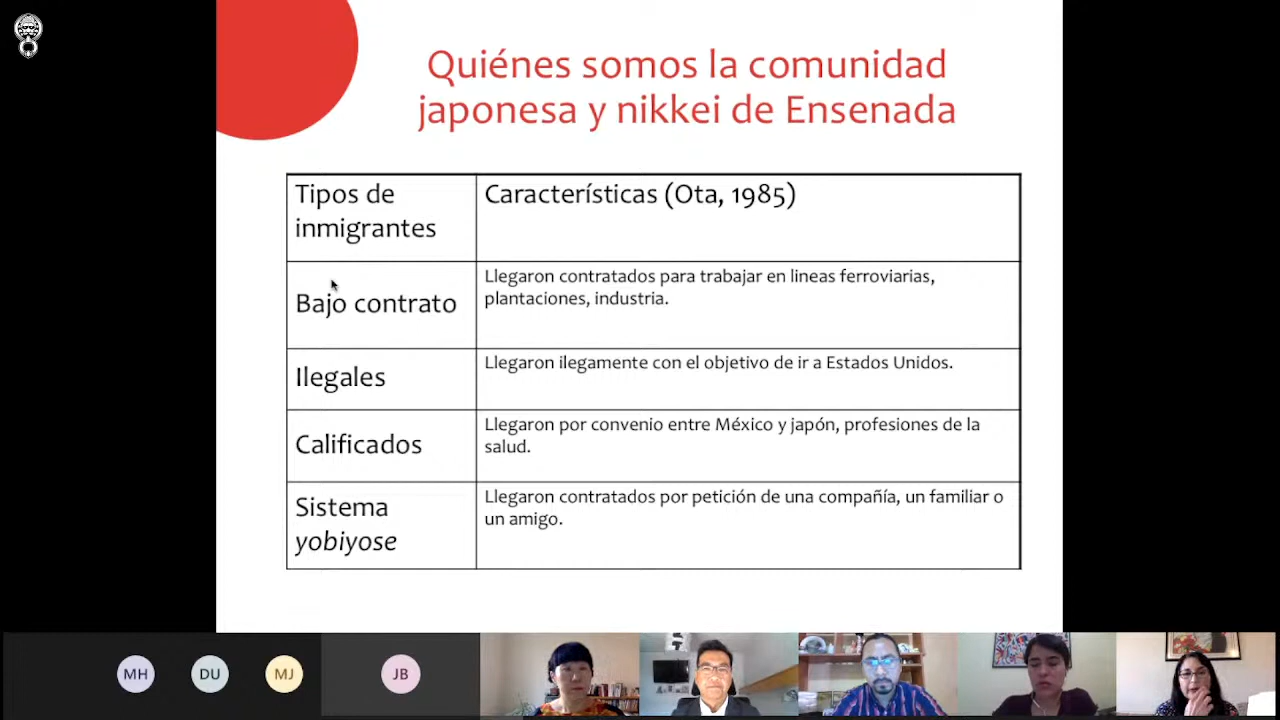 Quiénes somos la comunidad
japonesa y nikkei de Ensenada
Tipos de
inmigrantes
Características (Ota, 1985)
Bajo contrato
Llegaron contratados para trabajar en lineas ferroviarias,
plantaciones, industria.
Ilegales
Llegaron ilegamente con el objetivo de ir a Estados Unidos.
Calificados
Llegaron por convenio entre México y japón, profesiones de la
salud.
Sistema
yobiyose
Llegaron contratados por petición de una compañía, un familiar o
un amigo.
MH
DU
MJ
JB